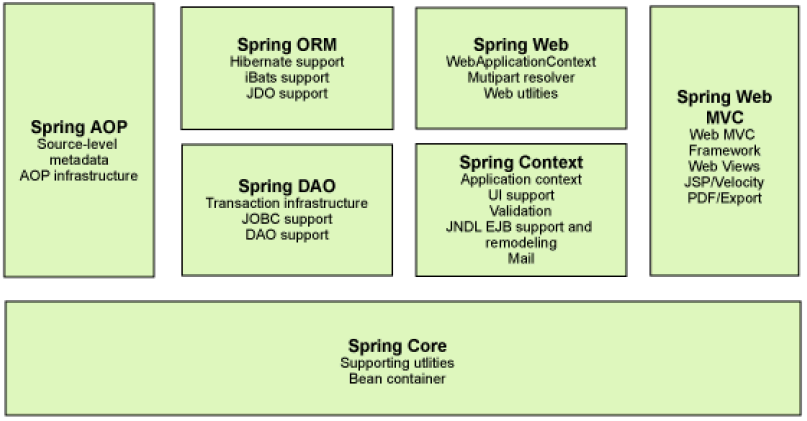 Spring AOP
Source-level
metadata
AOP infrastructure
Spring ORM
Hibernate support
iBats support
JDO support
Spring DAO
Transaction infrastructure
JOBC support
DAO support
Spring Web
WebApplicationContext
Mutipart resolver
Web utlities
Spring Context
Application context
UI support
Validation
JNDL EJB support and
remodeling
Mail
Spring Web
MVC
Web MVC
Framework
Web Views
JSP/Velocity
PDF/Export
Spring Core
Supporting utlities
Bean container